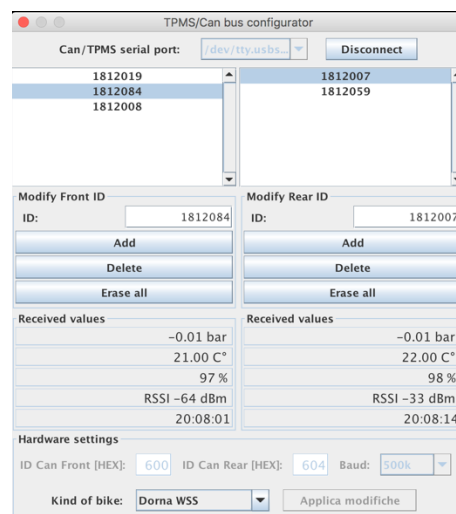 TPMS/Can bus configurator
Can/TPMS serial port: /dev/tty.usbs... Disconnect
1812019 1812007
1812084 1812059
1812008
Modify Front ID Modify Rear ID
ID: 1812084 ID: 1812007
Add Add
Delete Delete
Erase all Erase all
Received values Received values
-0.01 bar -0.01 bar
21.00 C° 22.00 C°
97 % 98 %
RSSI -64 dBm RSSI -33 dBm
20:08:01 20:08:14
Hardware settings
ID Can Front [HEX]: 600 ID Can Rear [HEX]: 604 Baud: 500k
Kind of bike: Dorna WSS Applica modifiche